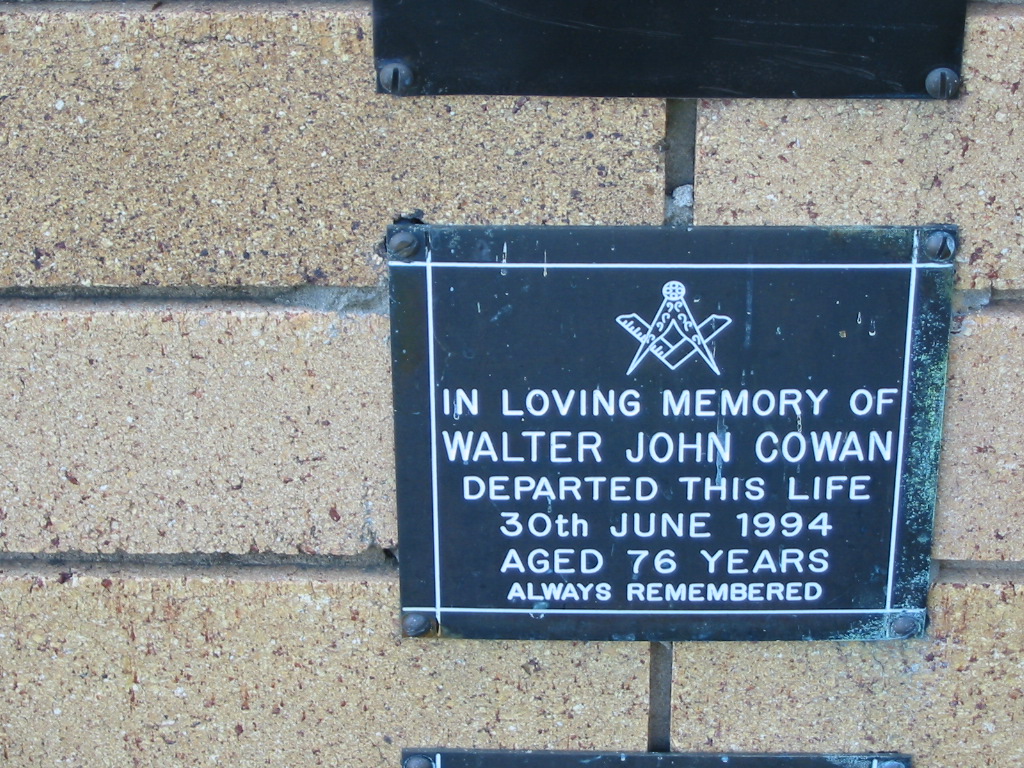 IN LOVING MEMORY OF
WALTER JOHN COWAN
DEPARTED THIS LIFE
30th JUNE 1994
AGED 76 YEARS
ALWAYS REMEMBERED